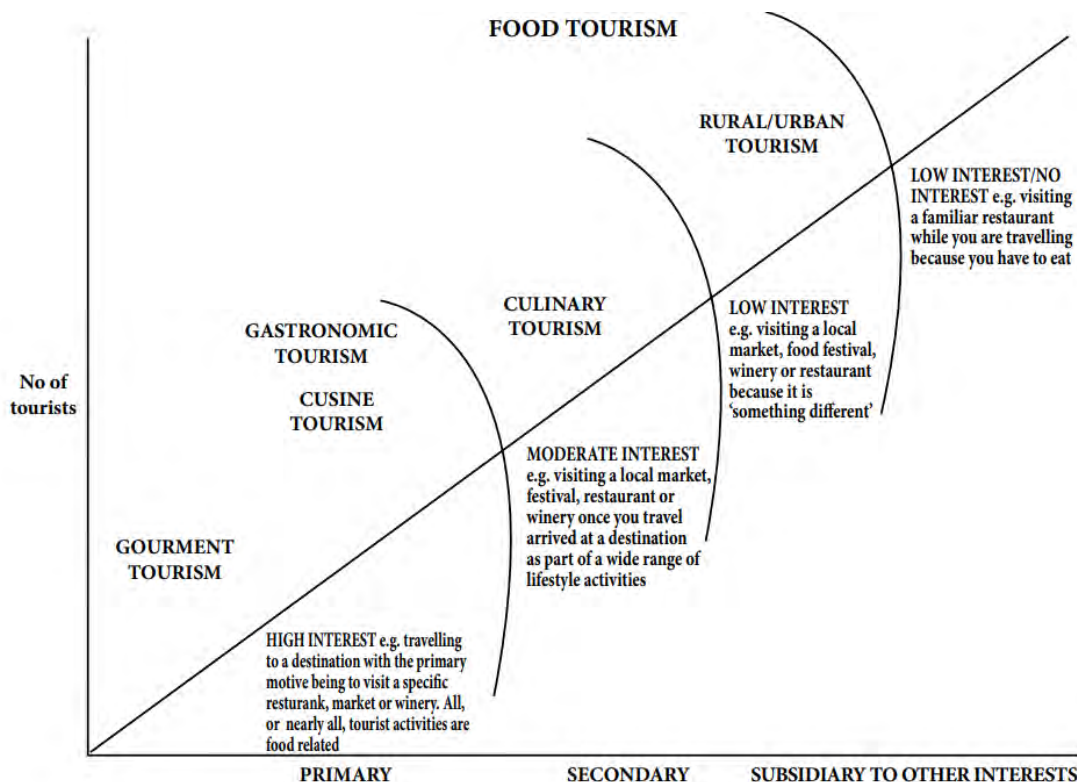 FOOD TOURISM
RURAL/URBAN
TOURISM
LOW INTEREST/NO
INTEREST e.g. visiting
a familiar restaurant
while you are travelling
because you have to eat
CULINARY
TOURISM
LOW INTEREST
e.g. visiting a local
market, food festival,
winery or restaurant
because it is
'something different'
GASTRONOMIC
TOURISM
CUSINE
TOURISM
No of
tourists
MODERATE INTEREST
e.g. visiting a local market,
festival, restaurant or
winery once you travel
arrived at a destination
as part of a wide range of
lifestyle activities
GOURMENT
TOURISM
HIGH INTEREST e.g. travelling
to a destination with the primary
motive being to visit a specific
resturank, market or winery. All,
or nearly all, tourist activities are
food related
PRIMARY
SECONDARY
SUBSIDIARY TO OTHER INTERESTS